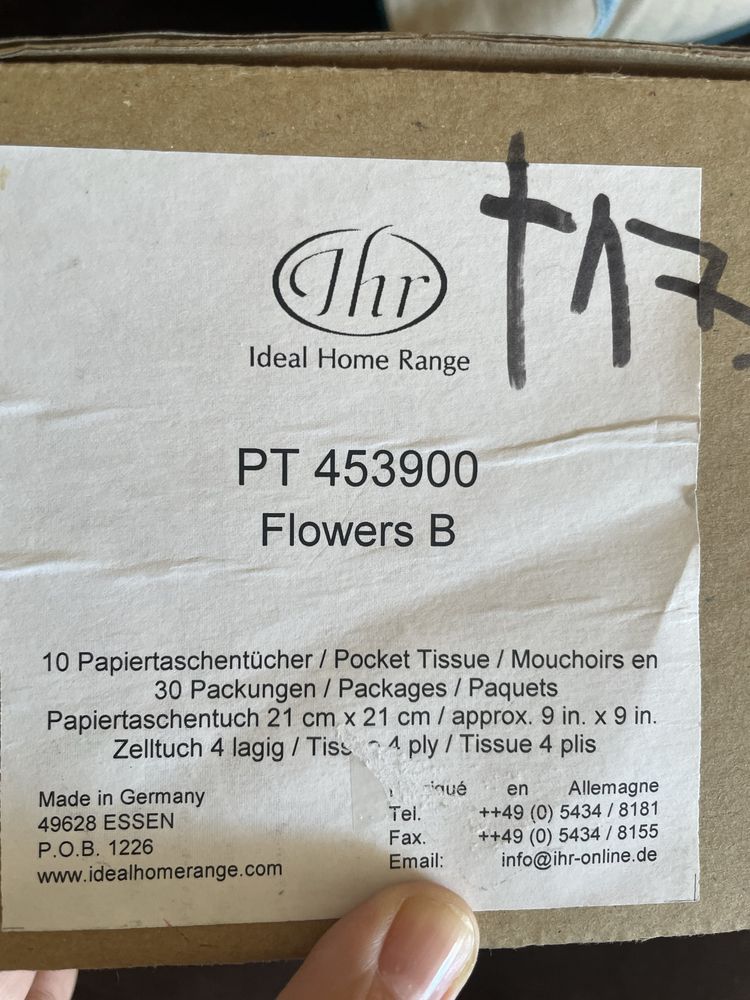 Ihr
Ideal Home Range
†17
PT 453900
Flowers B
10 Papiertaschentücher / Pocket Tissue / Mouchoirs en
30 Packungen / Packages / Paquets
Papiertaschentuch 21 cm x 21 cm / approx. 9 in. x 9 in.
Zelltuch 4 lagig / 4 ply / Tissue 4 plis
Made in Germany
49628 ESSEN
P.O.B. 1226
www.idealhomerange.com
en Allemagne
Tel. ++49 (0) 5434 / 8181
Fax. ++49 (0) 5434 / 8155
Email: info@ihr-online.de